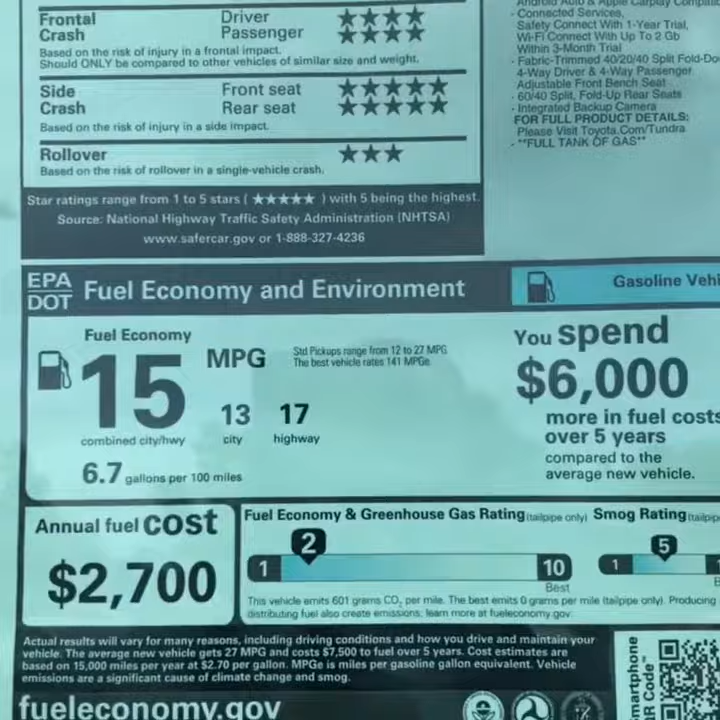 Frontal Driver ★★★★
Crash Passenger ★★★★
Based on the risk of injury in a frontal impact.
Should ONLY be compared to other vehicles of similar size and weight.
Side Front seat ★★★★★
Crash Rear seat ★★★★★
Based on the risk of injury in a side impact.
Rollover ★★★
Based on the risk of rollover in a single-vehicle crash.
Star ratings range from 1 to 5 stars (★★★★★) with 5 being the highest.
Source: National Highway Traffic Safety Administration (NHTSA)
www.safercar.gov or 1-888-327-4236
Android Auto & Apple Carplay
- Connected Services,
Safety Connect With 1-Year Trial,
Wi-Fi Connect With Up To 2 Gb
Within 3-Month Trial
- Fabric-Trimmed 40/20/40 Split
4-Way Driver & 4-Way Passenger
Adjustable Front Bench Seat
- 60/40 Split, Fold-Up Rear Seats
- Integrated Backup Camera
FOR FULL PRODUCT DETAILS:
Please Visit Toyota.Com/Tundra
- **FULL TANK OF GAS**
EPA
DOT Fuel Economy and Environment
Gasoline
Fuel Economy
15 MPG
combined city/hwy
13 17
city highway
6.7 gallons per 100 miles
Std Pickups range from 12 to 27 MPG
The best vehicle rates 141 MPGe.
You spend
$6,000
more in fuel costs
over 5 years
compared to the
average new vehicle.
Annual fuel cost
$2,700
Fuel Economy & Greenhouse Gas Rating (tailpipe only)
2
1 10
Best
Smog Rating
5
1
This vehicle emits 601 grams CO2 per mile. The best emits 0 grams per mile (tailpipe only). Producing
distributing fuel also create emissions; learn more at fueleconomy.gov.
Actual results will vary for many reasons, including driving conditions and how you drive and maintain your
vehicle. The average new vehicle gets 27 MPG and costs $7,500 to fuel over 5 years. Cost estimates are
based on 15,000 miles per year at $2.70 per gallon. MPGe is miles per gasoline gallon equivalent. Vehicle
emissions are a significant cause of climate change and smog.
fueleconomy.gov
Code™